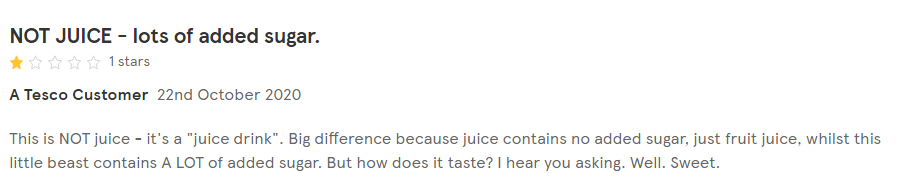 NOT JUICE - lots of added sugar.
1 stars
A Tesco Customer 22nd October 2020
This is NOT juice - it's a "juice drink". Big difference because juice contains no added sugar, just fruit juice, whilst this
little beast contains A LOT of added sugar. But how does it taste? I hear you asking. Well. Sweet.